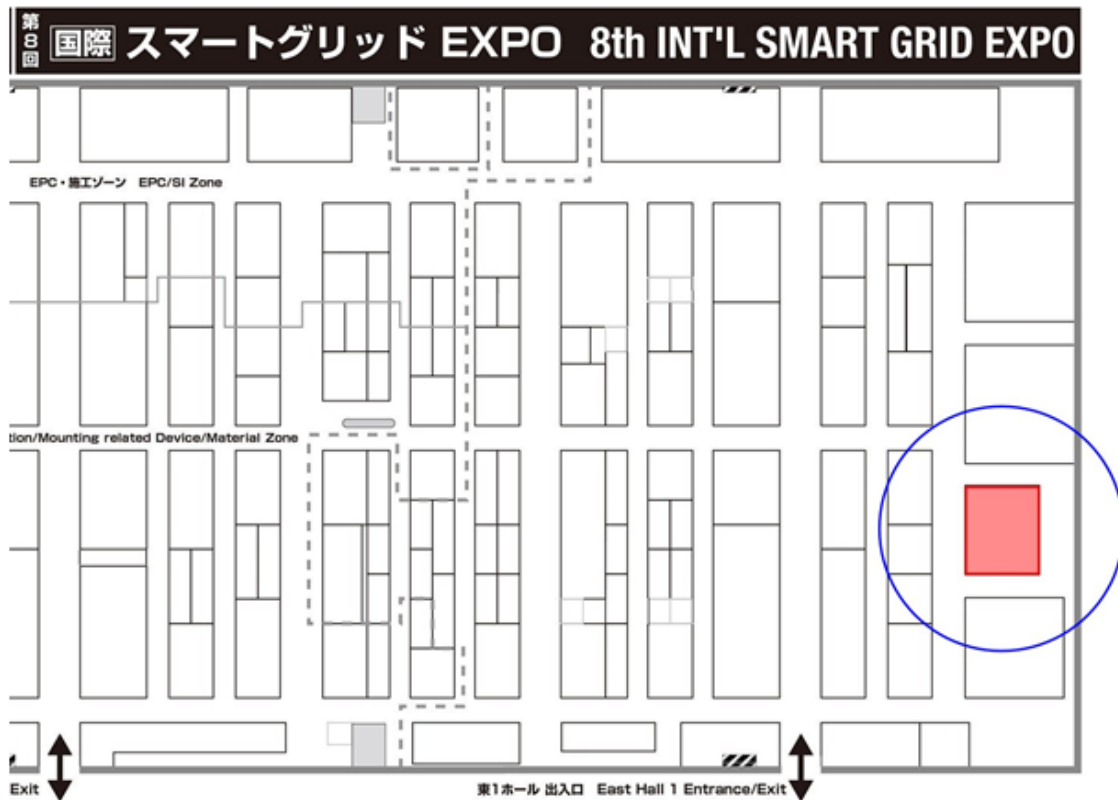 第8回 国際 スマートグリッド EXPO 8th INT'L SMART GRID EXPO
EPC・施工ゾーン EPC/SI Zone
tion/Mounting related Device/Material Zone
Exit
東1ホール 出入口 East Hall 1 Entrance/Exit